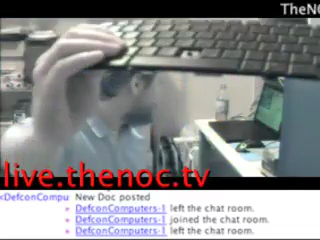 TheNO
live.thenoc.tv
<DefconCompu New Doc posted
» DefconComputers-1 left the chat room.
» DefconComputers-1 joined the chat room.
» DefconComputers-1 left the chat room.